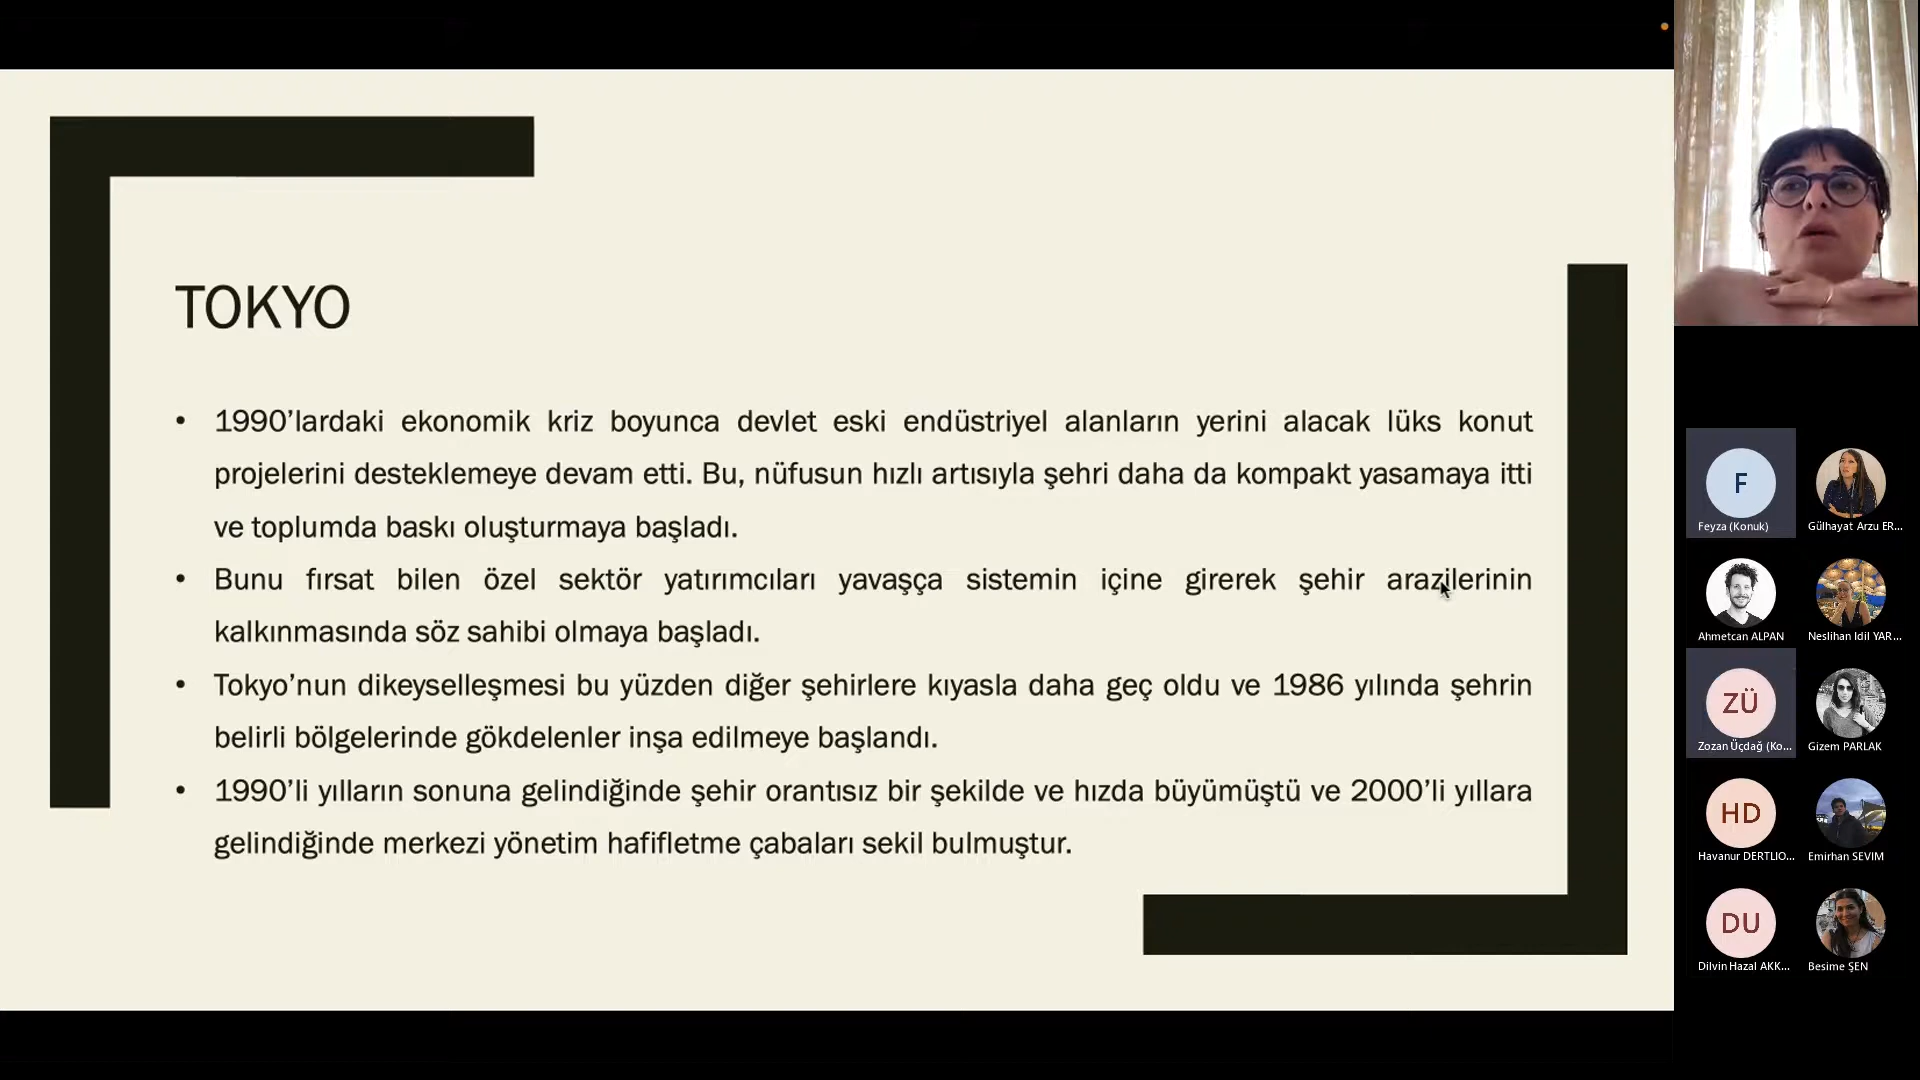 TOKYO
• 1990’lardaki ekonomik kriz boyunca devlet eski endüstriyel alanların yerini alacak lüks konut
projelerini desteklemeye devam etti. Bu, nüfusun hızlı artısıyla şehri daha da kompakt yasamaya itti
ve toplumda baskı oluşturmaya başladı.
• Bunu fırsat bilen özel sektör yatırımcıları yavaşça sistemin içine girerek şehir arazilerinin
kalkınmasında söz sahibi olmaya başladı.
• Tokyo’nun dikeyselleşmesi bu yüzden diğer şehirlere kıyasla daha geç oldu ve 1986 yılında şehrin
belirli bölgelerinde gökdelenler inşa edilmeye başlandı.
• 1990’li yılların sonuna gelindiğinde şehir orantısız bir şekilde ve hızda büyümüştü ve 2000’li yıllara
gelindiğinde merkezi yönetim hafifletme çabaları sekil bulmuştur.
F
Feyza (Konuk)
Gülhayat Arzu ER...
Ahmetcan ALPAN
Neslihan Idil YAR...
ZÜ
Zozan Üçdağ (Ko...
Gizem PARLAK
HD
Havanur DERTLIO...
Emirhan SEVIM
DU
Dilvin Hazal AKK...
Besime ŞEN